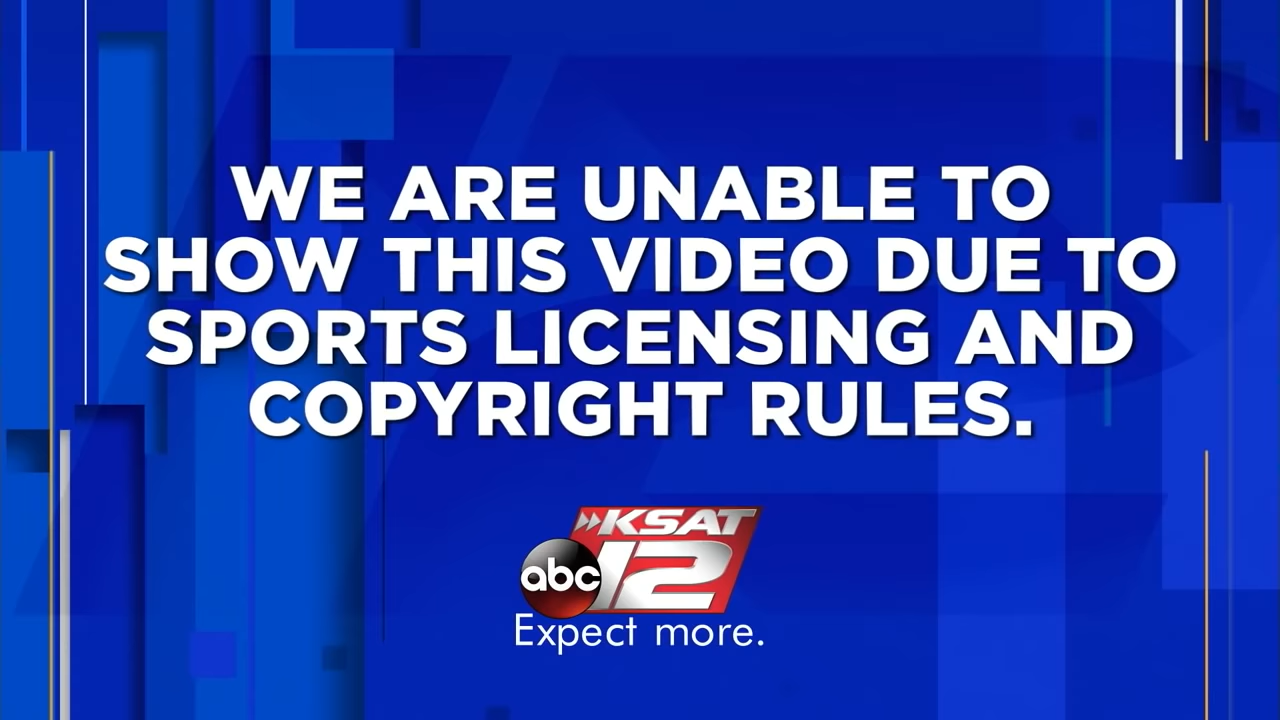 WE ARE UNABLE TO
SHOW THIS VIDEO DUE TO
SPORTS LICENSING AND
COPYRIGHT RULES.
KSAT
abc 12
Expect more.